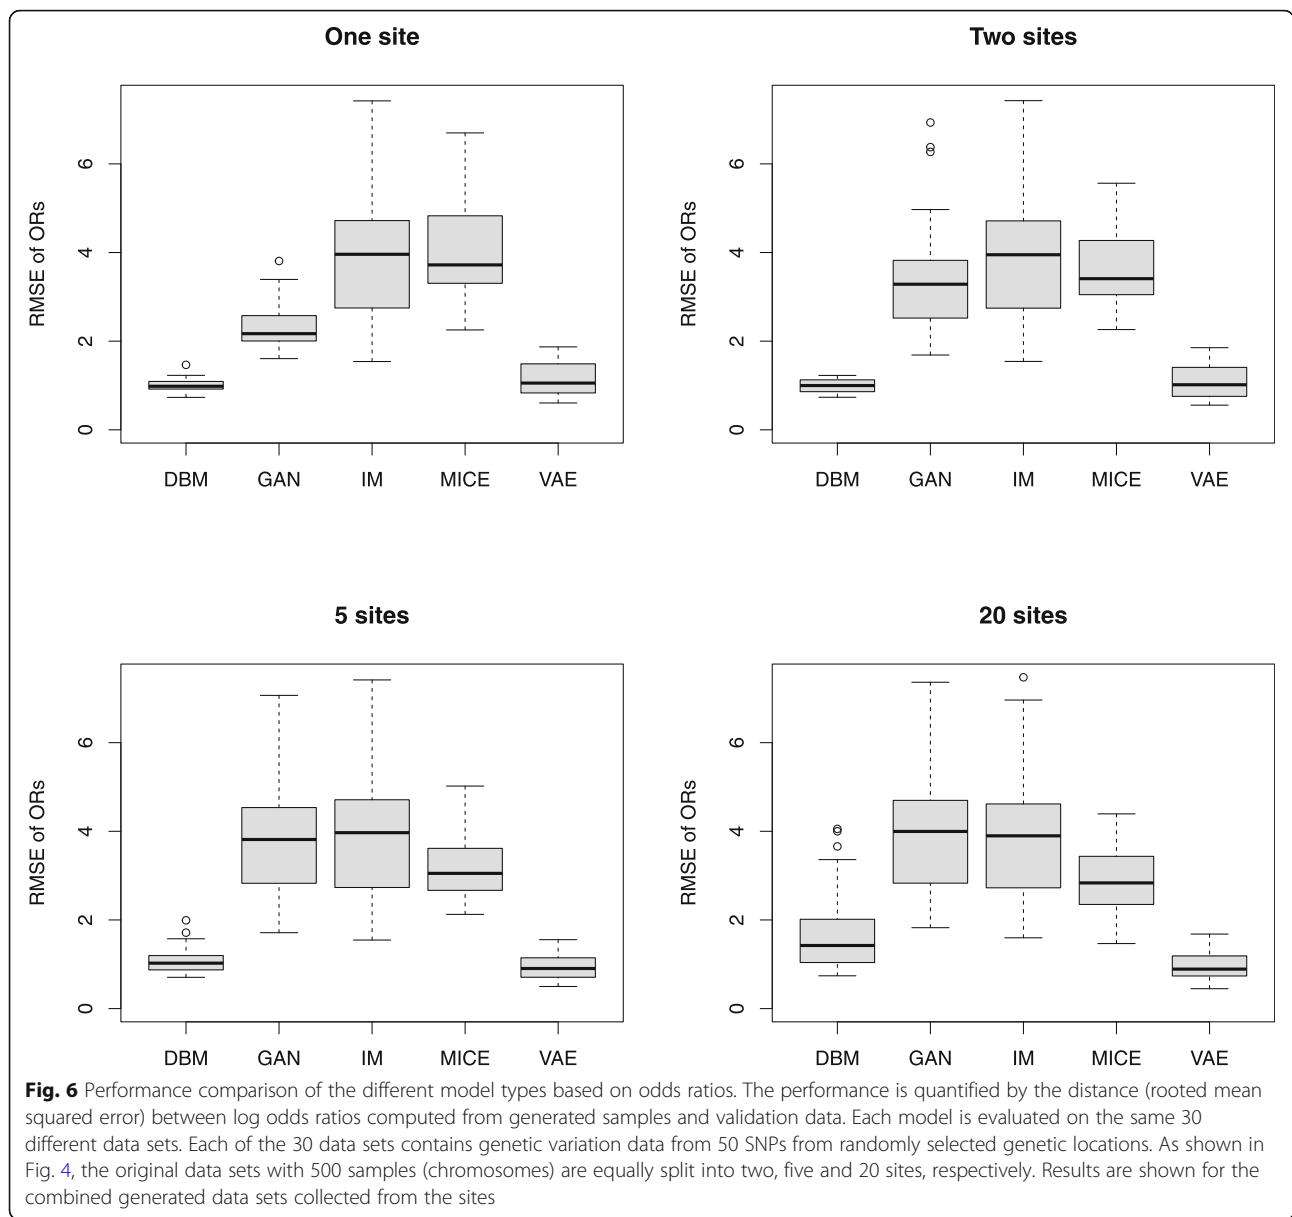 One site
Two sites
RMSE of ORs
0 2 4 6
DBM GAN IM MICE VAE
RMSE of ORs
0 2 4 6
DBM GAN IM MICE VAE
5 sites
20 sites
RMSE of ORs
0 2 4 6
DBM GAN IM MICE VAE
RMSE of ORs
0 2 4 6
DBM GAN IM MICE VAE
Fig. 6 Performance comparison of the different model types based on odds ratios. The performance is quantified by the distance (rooted mean
squared error) between log odds ratios computed from generated samples and validation data. Each model is evaluated on the same 30
different data sets. Each of the 30 data sets contains genetic variation data from 50 SNPs from randomly selected genetic locations. As shown in
Fig. 4, the original data sets with 500 samples (chromosomes) are equally split into two, five and 20 sites, respectively. Results are shown for the
combined generated data sets collected from the sites